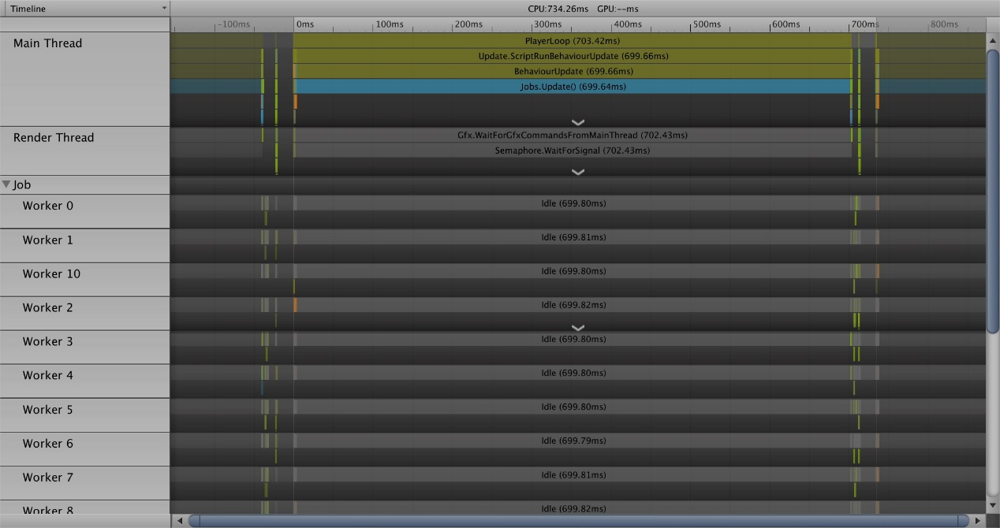 Timeline CPU:734.26ms GPU:--ms
-100ms 0ms 100ms 200ms 300ms 400ms 500ms 600ms 700ms 800ms
Main Thread PlayerLoop (703.42ms)
Update.ScriptRunBehaviourUpdate (699.66ms)
BehaviourUpdate (699.66ms)
Jobs.Update() (699.64ms)
Render Thread Gfx.WaitForGfxCommandsFromMainThread (702.43ms)
Semaphore.WaitForSignal (702.43ms)
Job
Worker 0 Idle (699.80ms)
Worker 1 Idle (699.81ms)
Worker 10 Idle (699.80ms)
Worker 2 Idle (699.82ms)
Worker 3 Idle (699.80ms)
Worker 4 Idle (699.80ms)
Worker 5 Idle (699.80ms)
Worker 6 Idle (699.79ms)
Worker 7 Idle (699.81ms)
Worker 8 Idle (699.82ms)